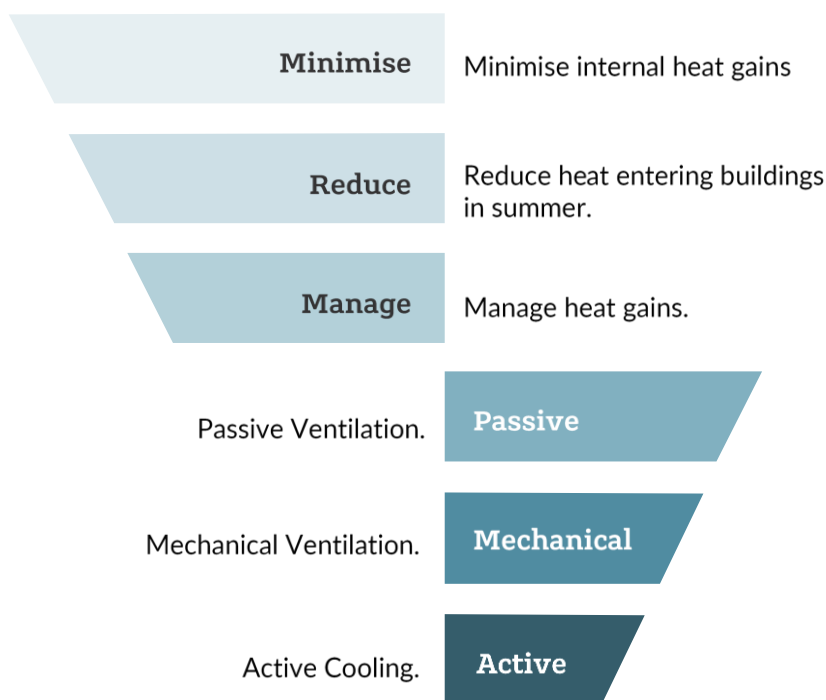 Minimise
Minimise internal heat gains
Reduce
Reduce heat entering buildings
in summer.
Manage
Manage heat gains.
Passive Ventilation.
Passive
Mechanical Ventilation.
Mechanical
Active Cooling.
Active